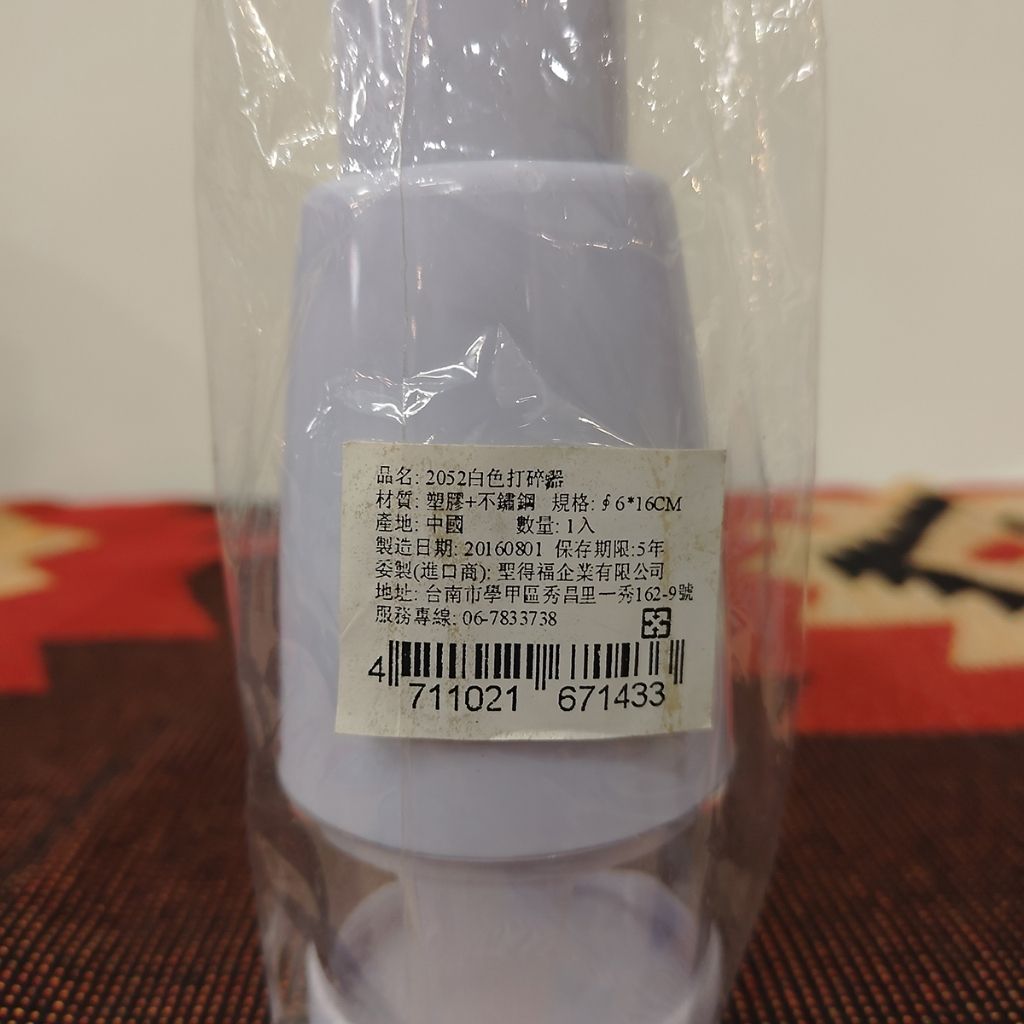 品名: 2052白色打碎器
材質: 塑膠+不鏽鋼 規格: ∮6*16CM
產地: 中國 數量: 1入
製造日期: 20160801 保存期限:5年
委製(進口商): 聖得福企業有限公司
地址: 台南市學甲區秀昌里一秀162-9號
服務專線: 06-7833738
4 711021 671433